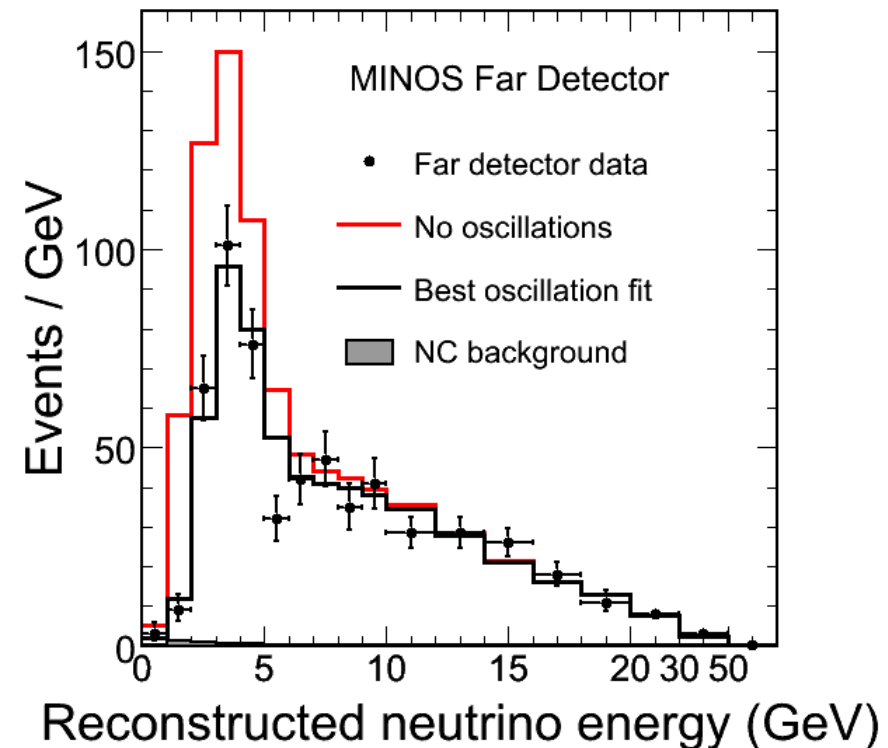 150
100
50
0
Events / GeV
MINOS Far Detector
Far detector data
No oscillations
Best oscillation fit
NC background
0 5 10 15 20 30 50
Reconstructed neutrino energy (GeV)